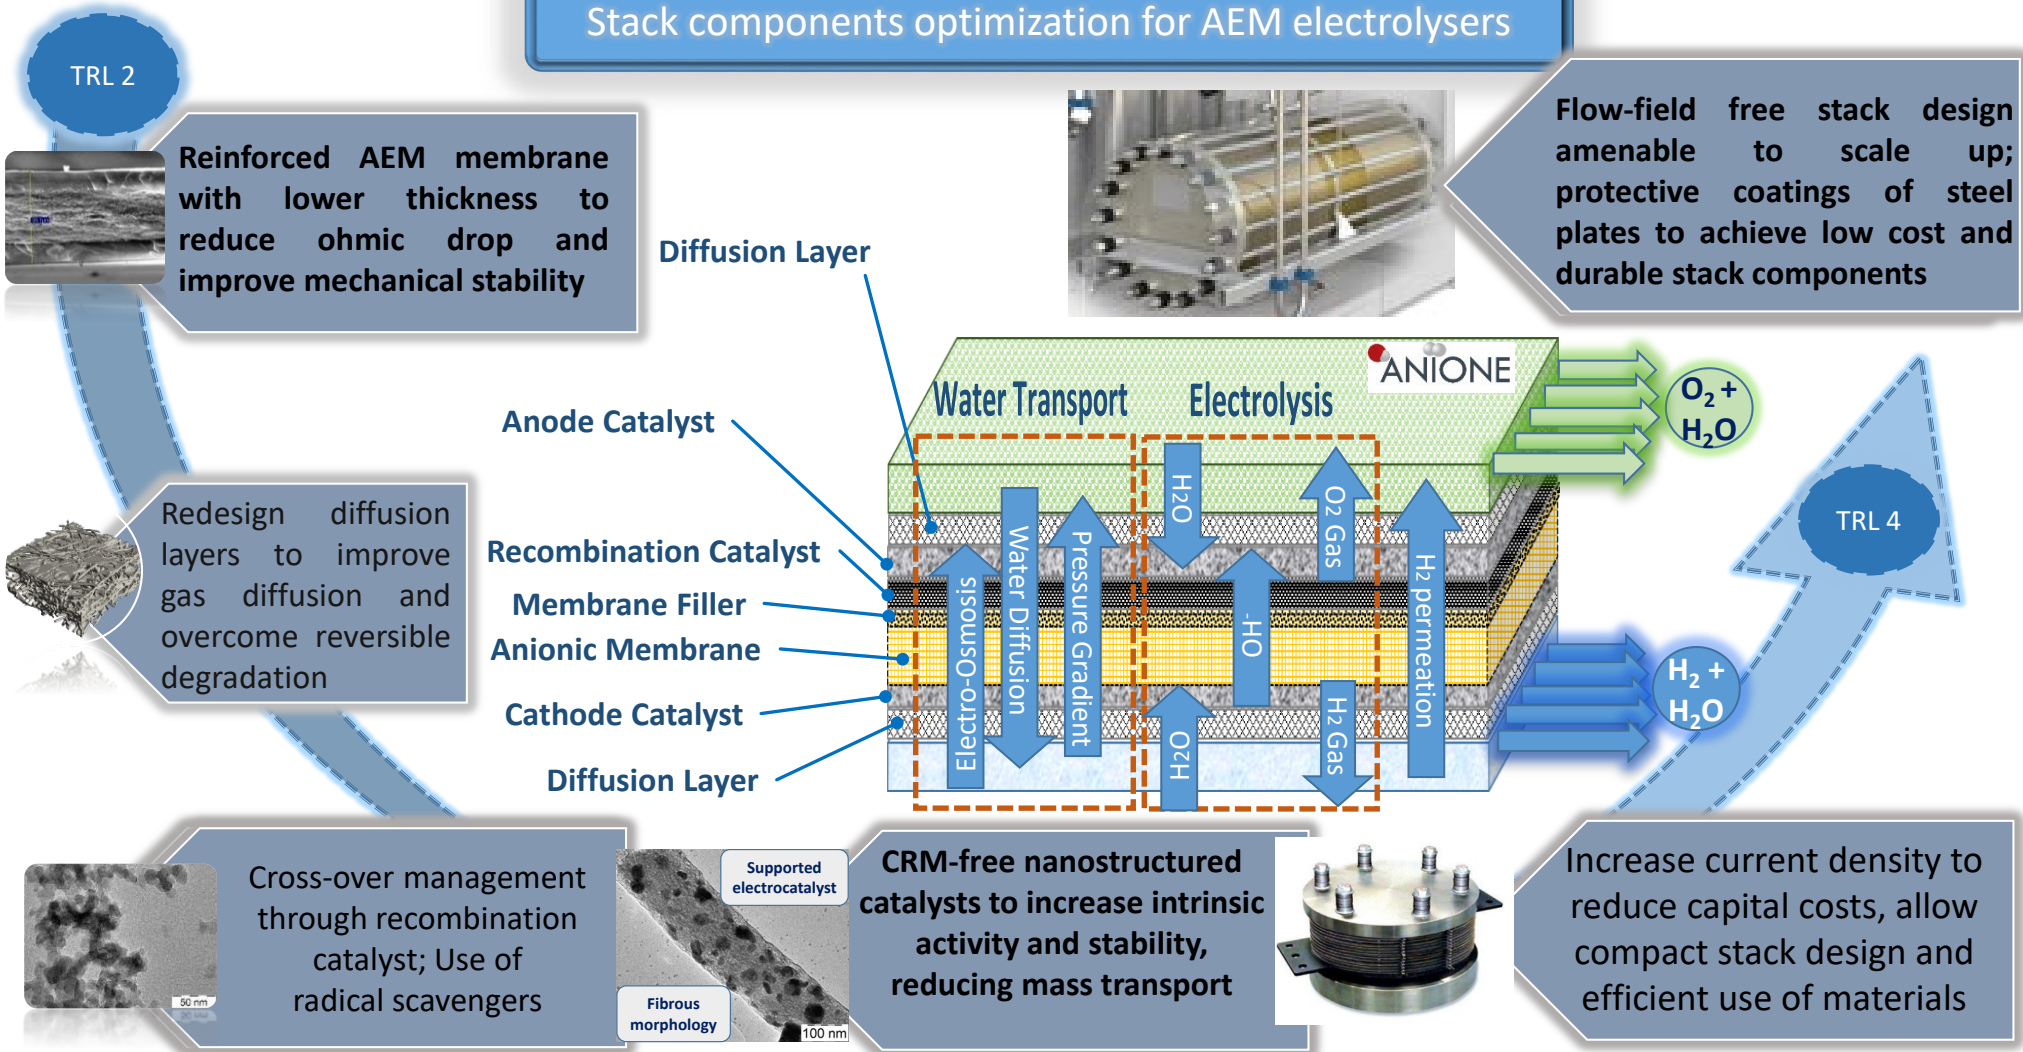 Stack components optimization for AEM electrolysers
TRL 2
Reinforced AEM membrane
with lower thickness to
reduce ohmic drop and
improve mechanical stability
Flow-field free stack design
amenable to scale up;
protective coatings of steel
plates to achieve low cost and
durable stack components
Diffusion Layer
Anode Catalyst
Recombination Catalyst
Membrane Filler
Anionic Membrane
Cathode Catalyst
Diffusion Layer
ANIONE
Water Transport
Electrolysis
Electro-Osmosis
Water Diffusion
Pressure Gradient
H2O
O2 Gas
-HO
H2O
H2 Gas
H2 permeation
O2 +
H2O
H2 +
H2O
TRL 4
Redesign diffusion
layers to improve
gas diffusion and
overcome reversible
degradation
50 nm
Cross-over management
through recombination
catalyst; Use of
radical scavengers
Supported
electrocatalyst
Fibrous
morphology
100 nm
CRM-free nanostructured
catalysts to increase intrinsic
activity and stability,
reducing mass transport
Increase current density to
reduce capital costs, allow
compact stack design and
efficient use of materials